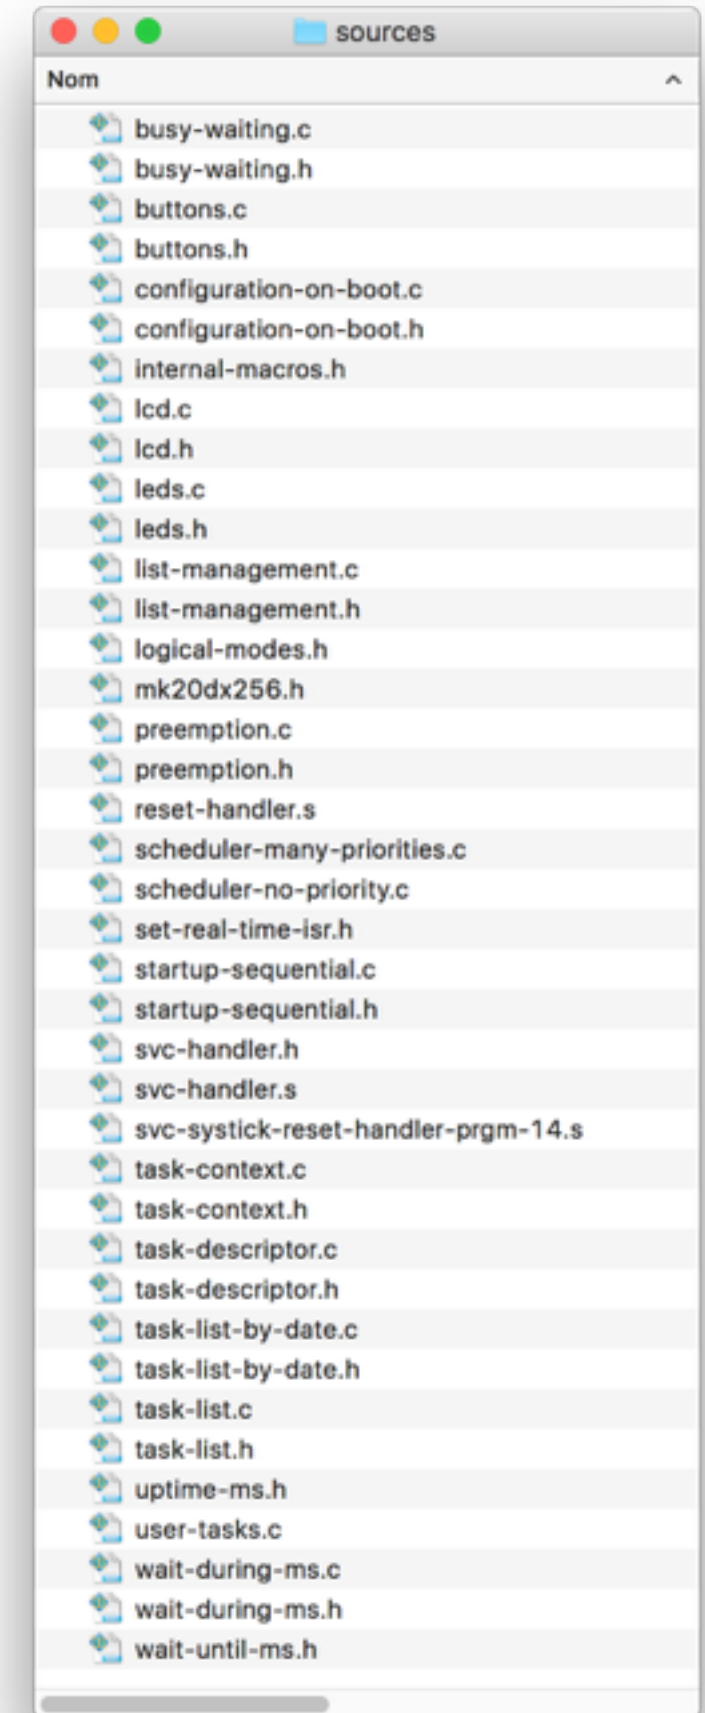 sources
Nom
busy-waiting.c
busy-waiting.h
buttons.c
buttons.h
configuration-on-boot.c
configuration-on-boot.h
internal-macros.h
lcd.c
lcd.h
leds.c
leds.h
list-management.c
list-management.h
logical-modes.h
mk20dx256.h
preemption.c
preemption.h
reset-handler.s
scheduler-many-priorities.c
scheduler-no-priority.c
set-real-time-isr.h
startup-sequential.c
startup-sequential.h
svc-handler.h
svc-handler.s
svc-systick-reset-handler-prgm-14.s
task-context.c
task-context.h
task-descriptor.c
task-descriptor.h
task-list-by-date.c
task-list-by-date.h
task-list.c
task-list.h
uptime-ms.h
user-tasks.c
wait-during-ms.c
wait-during-ms.h
wait-until-ms.h